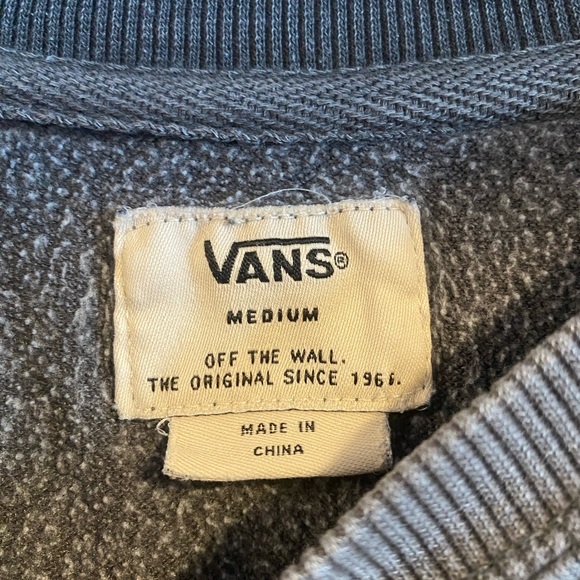 VANS®
MEDIUM
OFF THE WALL.
THE ORIGINAL SINCE 1966.
MADE IN
CHINA